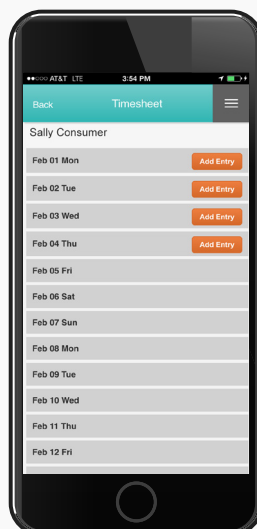 AT&T LTE 3:54 PM
Back Timesheet
Sally Consumer
Feb 01 Mon Add Entry
Feb 02 Tue Add Entry
Feb 03 Wed Add Entry
Feb 04 Thu Add Entry
Feb 05 Fri
Feb 06 Sat
Feb 07 Sun
Feb 08 Mon
Feb 09 Tue
Feb 10 Wed
Feb 11 Thu
Feb 12 Fri